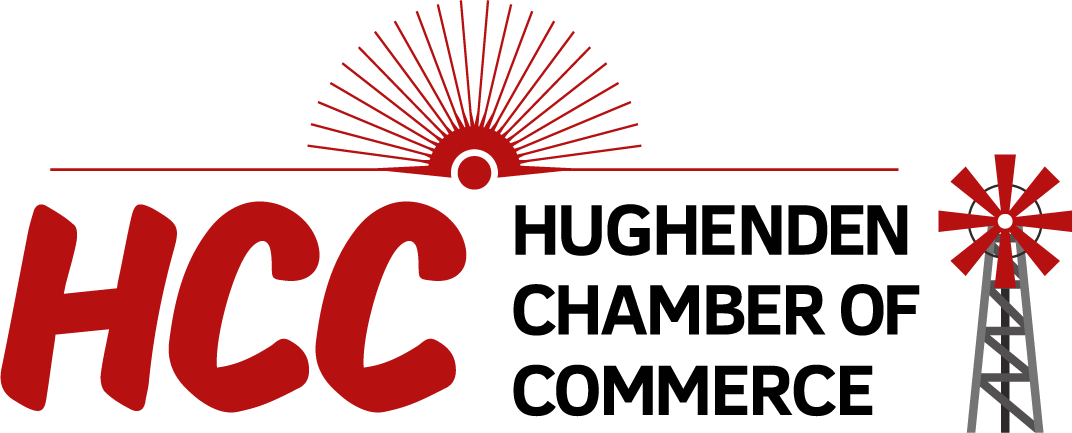 HCC
HUGHENDEN
CHAMBER OF
COMMERCE